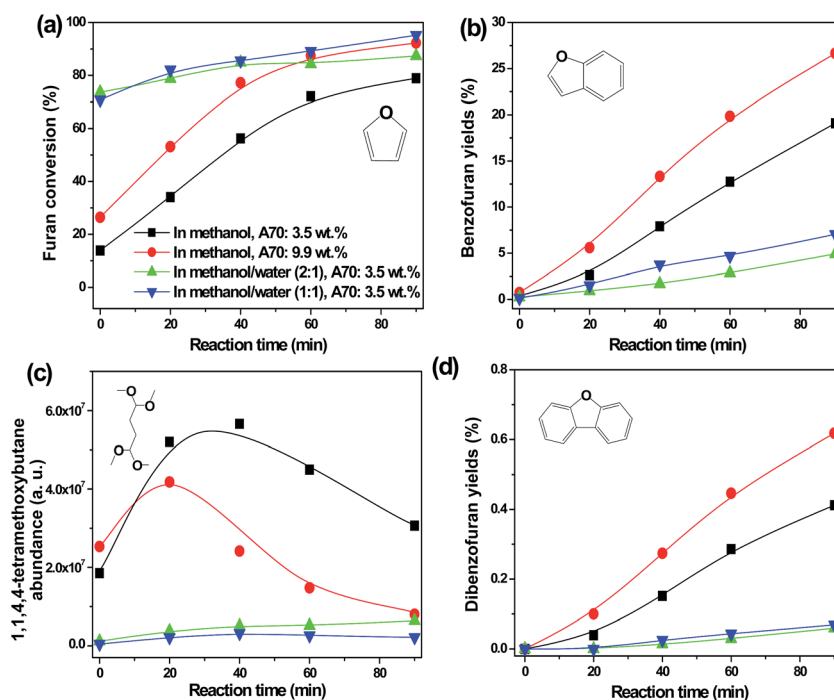 (a)
Furan conversion (%)
100
80
60
40
20
0
O
In methanol, A70: 3.5 wt.%
In methanol, A70: 9.9 wt.%
In methanol/water (2:1), A70: 3.5 wt.%
In methanol/water (1:1), A70: 3.5 wt.%
0 20 40 60 80
Reaction time (min)
(b)
Benzofuran yields (%)
30
25
20
15
10
5
0
O
0 20 40 60 80
Reaction time (min)
(c)
1,1,4,4-tetramethoxybutane
abundance (a. u.)
6.0x10⁷
4.0x10⁷
2.0x10⁷
0.0
O
O
O
O
0 20 40 60 80
Reaction time (min)
(d)
Dibenzofuran yields (%)
0.8
0.6
0.4
0.2
0.0
O
0 20 40 60 80
Reaction time (min)